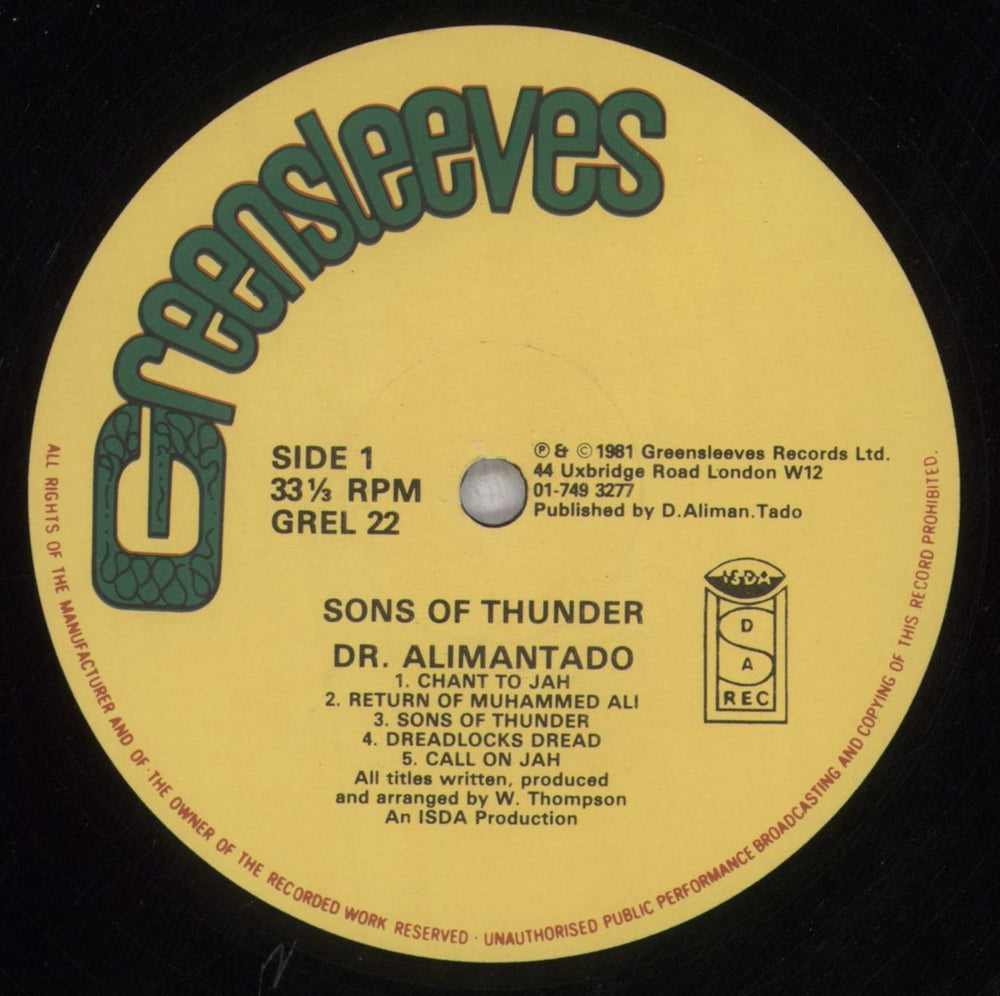 Greensleeves
SIDE 1
33⅓ RPM
GREL 22
℗ & © 1981 Greensleeves Records Ltd.
44 Uxbridge Road London W12
01-749 3277
Published by D.Aliman.Tado
ISDA
D
A
REC
SONS OF THUNDER
DR. ALIMANTADO
1. CHANT TO JAH
2. RETURN OF MUHAMMED ALI
3. SONS OF THUNDER
4. DREADLOCKS DREAD
5. CALL ON JAH
All titles written, produced
and arranged by W. Thompson
An ISDA Production
ALL RIGHTS OF THE MANUFACTURER AND OF THE OWNER OF THE RECORDED WORK RESERVED · UNAUTHORISED PUBLIC PERFORMANCE BROADCASTING AND COPYING OF THIS RECORD PROHIBITED.